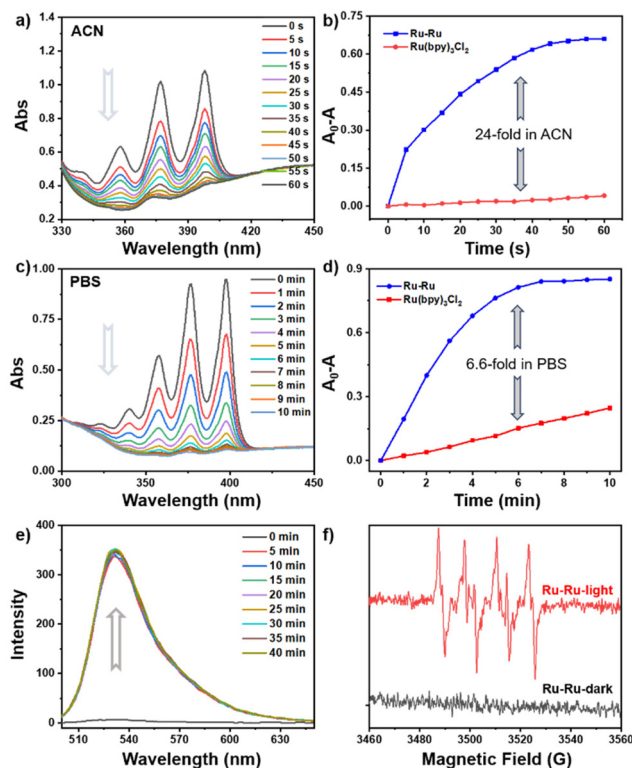 a)
ACN
0 s
5 s
10 s
15 s
20 s
25 s
30 s
35 s
40 s
45 s
50 s
55 s
60 s
1.4
1.2
1.0
0.8
0.6
0.4
0.2
Abs
330
360
390
420
450
Wavelength (nm)
b)
Ru-Ru
Ru(bpy)₃Cl₂
0.75
0.60
0.45
0.30
0.15
0.00
A₀-A
24-fold in ACN
0
10
20
30
40
50
60
Time (s)
c)
PBS
0 min
1 min
2 min
3 min
4 min
5 min
6 min
7 min
8 min
9 min
10 min
1.00
0.75
0.50
0.25
0.00
Abs
300
350
400
450
Wavelength (nm)
d)
Ru-Ru
Ru(bpy)₃Cl₂
0.9
0.6
0.3
0.0
A₀-A
6.6-fold in PBS
0
2
4
6
8
10
Time (min)
e)
0 min
5 min
10 min
15 min
20 min
25 min
30 min
35 min
40 min
400
300
200
100
0
Intensity
510
540
570
600
630
Wavelength (nm)
f)
Ru-Ru-light
Ru-Ru-dark
3460
3480
3500
3520
3540
3560
Magnetic Field (G)